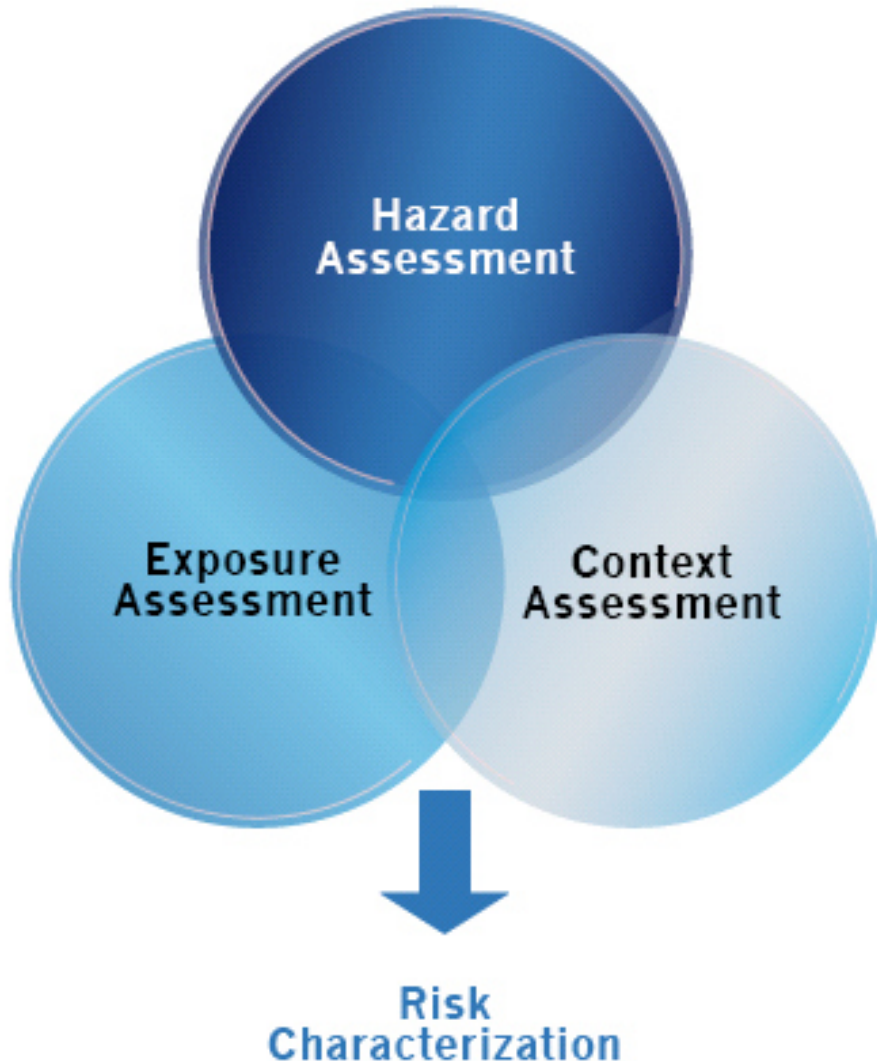 Hazard
Assessment
Exposure
Assessment
Context
Assessment
Risk
Characterization